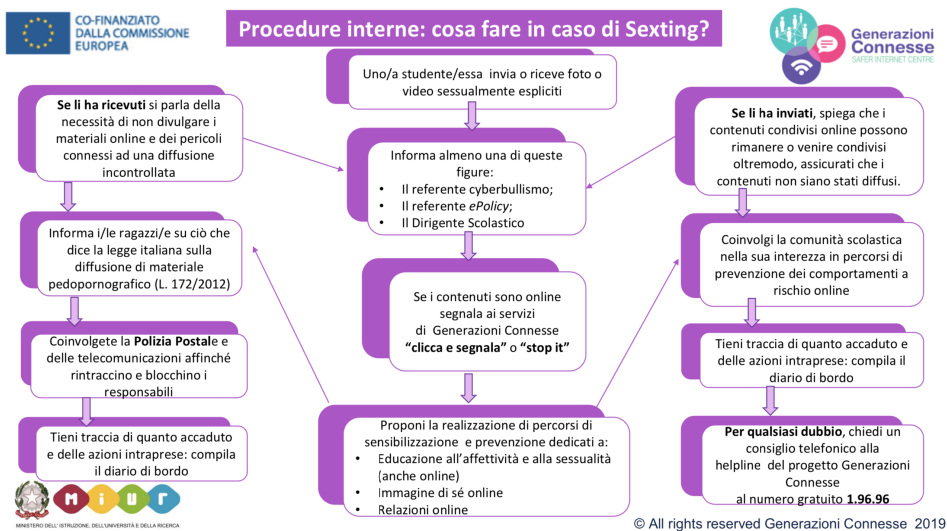 CO-FINANZIATO
DALLA COMMISSIONE
EUROPEA
Procedure interne: cosa fare in caso di Sexting?
Generazioni
Connesse
SAFER INTERNET CENTRE
Uno/a studente/essa invia o riceve foto o
video sessualmente espliciti
Se li ha ricevuti si parla della
necessità di non divulgare i
materiali online e dei pericoli
connessi ad una diffusione
incontrollata
Informa i/le ragazzi/e su ciò che
dice la legge italiana sulla
diffusione di materiale
pedopornografico (L. 172/2012)
Coinvolgete la Polizia Postale e
delle telecomunicazioni affinché
rintraccino e blocchino i
responsabili
Tieni traccia di quanto accaduto
e delle azioni intraprese: compila
il diario di bordo
Informa almeno una di queste
figure:
• Il referente cyberbullismo;
• Il referente ePolicy;
• Il Dirigente Scolastico
Se i contenuti sono online
segnala ai servizi
di Generazioni Connesse
“clicca e segnala” o “stop it”
Proponi la realizzazione di percorsi di
sensibilizzazione e prevenzione dedicati a:
• Educazione all’affettività e alla sessualità
(anche online)
• Immagine di sé online
• Relazioni online
Se li ha inviati, spiega che i
contenuti condivisi online possono
rimanere o venire condivisi
oltremodo, assicurati che i
contenuti non siano stati diffusi.
Coinvolgi la comunità scolastica
nella sua interezza in percorsi di
prevenzione dei comportamenti a
rischio online
Tieni traccia di quanto accaduto e
delle azioni intraprese: compila il
diario di bordo
Per qualsiasi dubbio, chiedi un
consiglio telefonico alla
helpline del progetto Generazioni
Connesse
al numero gratuito 1.96.96
miur
MINISTERO DELL’ISTRUZIONE, DELL’UNIVERSITÀ E DELLA RICERCA
© All rights reserved Generazioni Connesse 2019